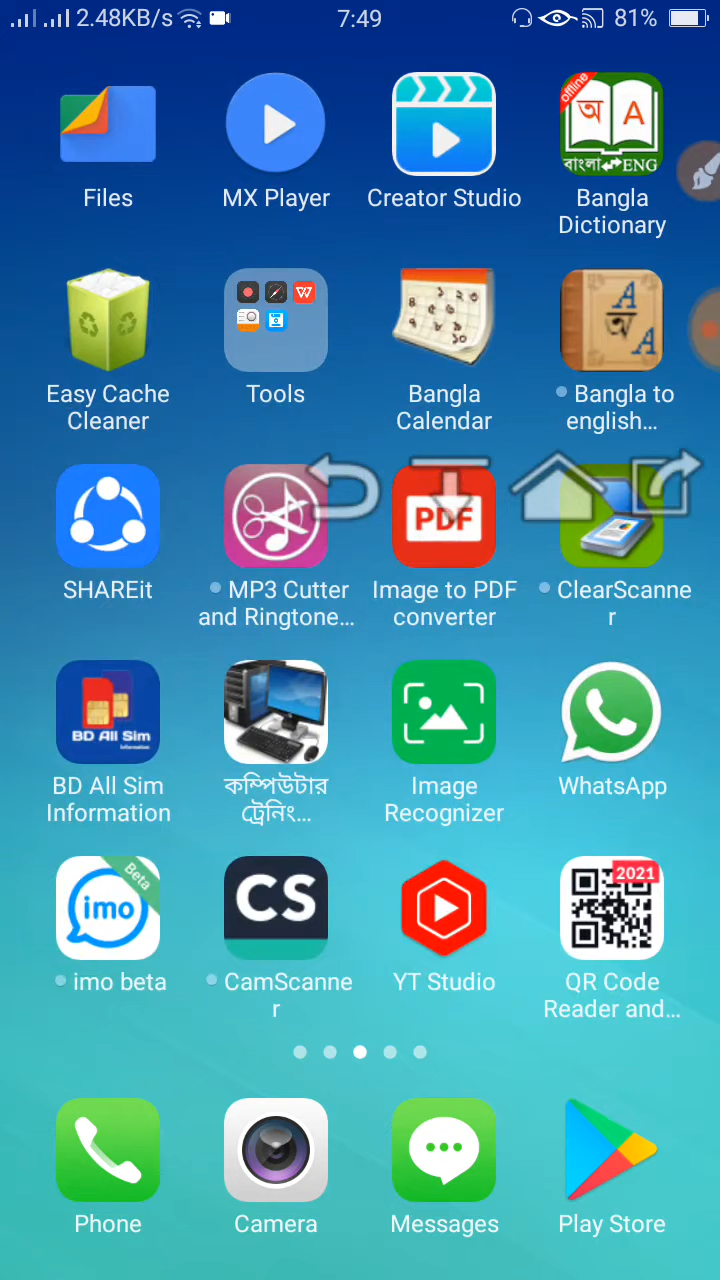 2.48KB/s 7:49 81%
offline
অ A
বাংলা ENG
Files MX Player Creator Studio Bangla
Dictionary
W
A
অ
A
Easy Cache
Cleaner
Tools
Bangla
Calendar
Bangla to
english...
PDF
SHAREit
MP3 Cutter
and Ringtone...
Image to PDF
converter
ClearScanne
r
BD All Sim
Information
BD All Sim
Information
কম্পিউটার
ট্রেনিং...
Image
Recognizer
WhatsApp
Beta
imo
CS
2021
imo beta
CamScanne
r
YT Studio
QR Code
Reader and...
Phone Camera Messages Play Store